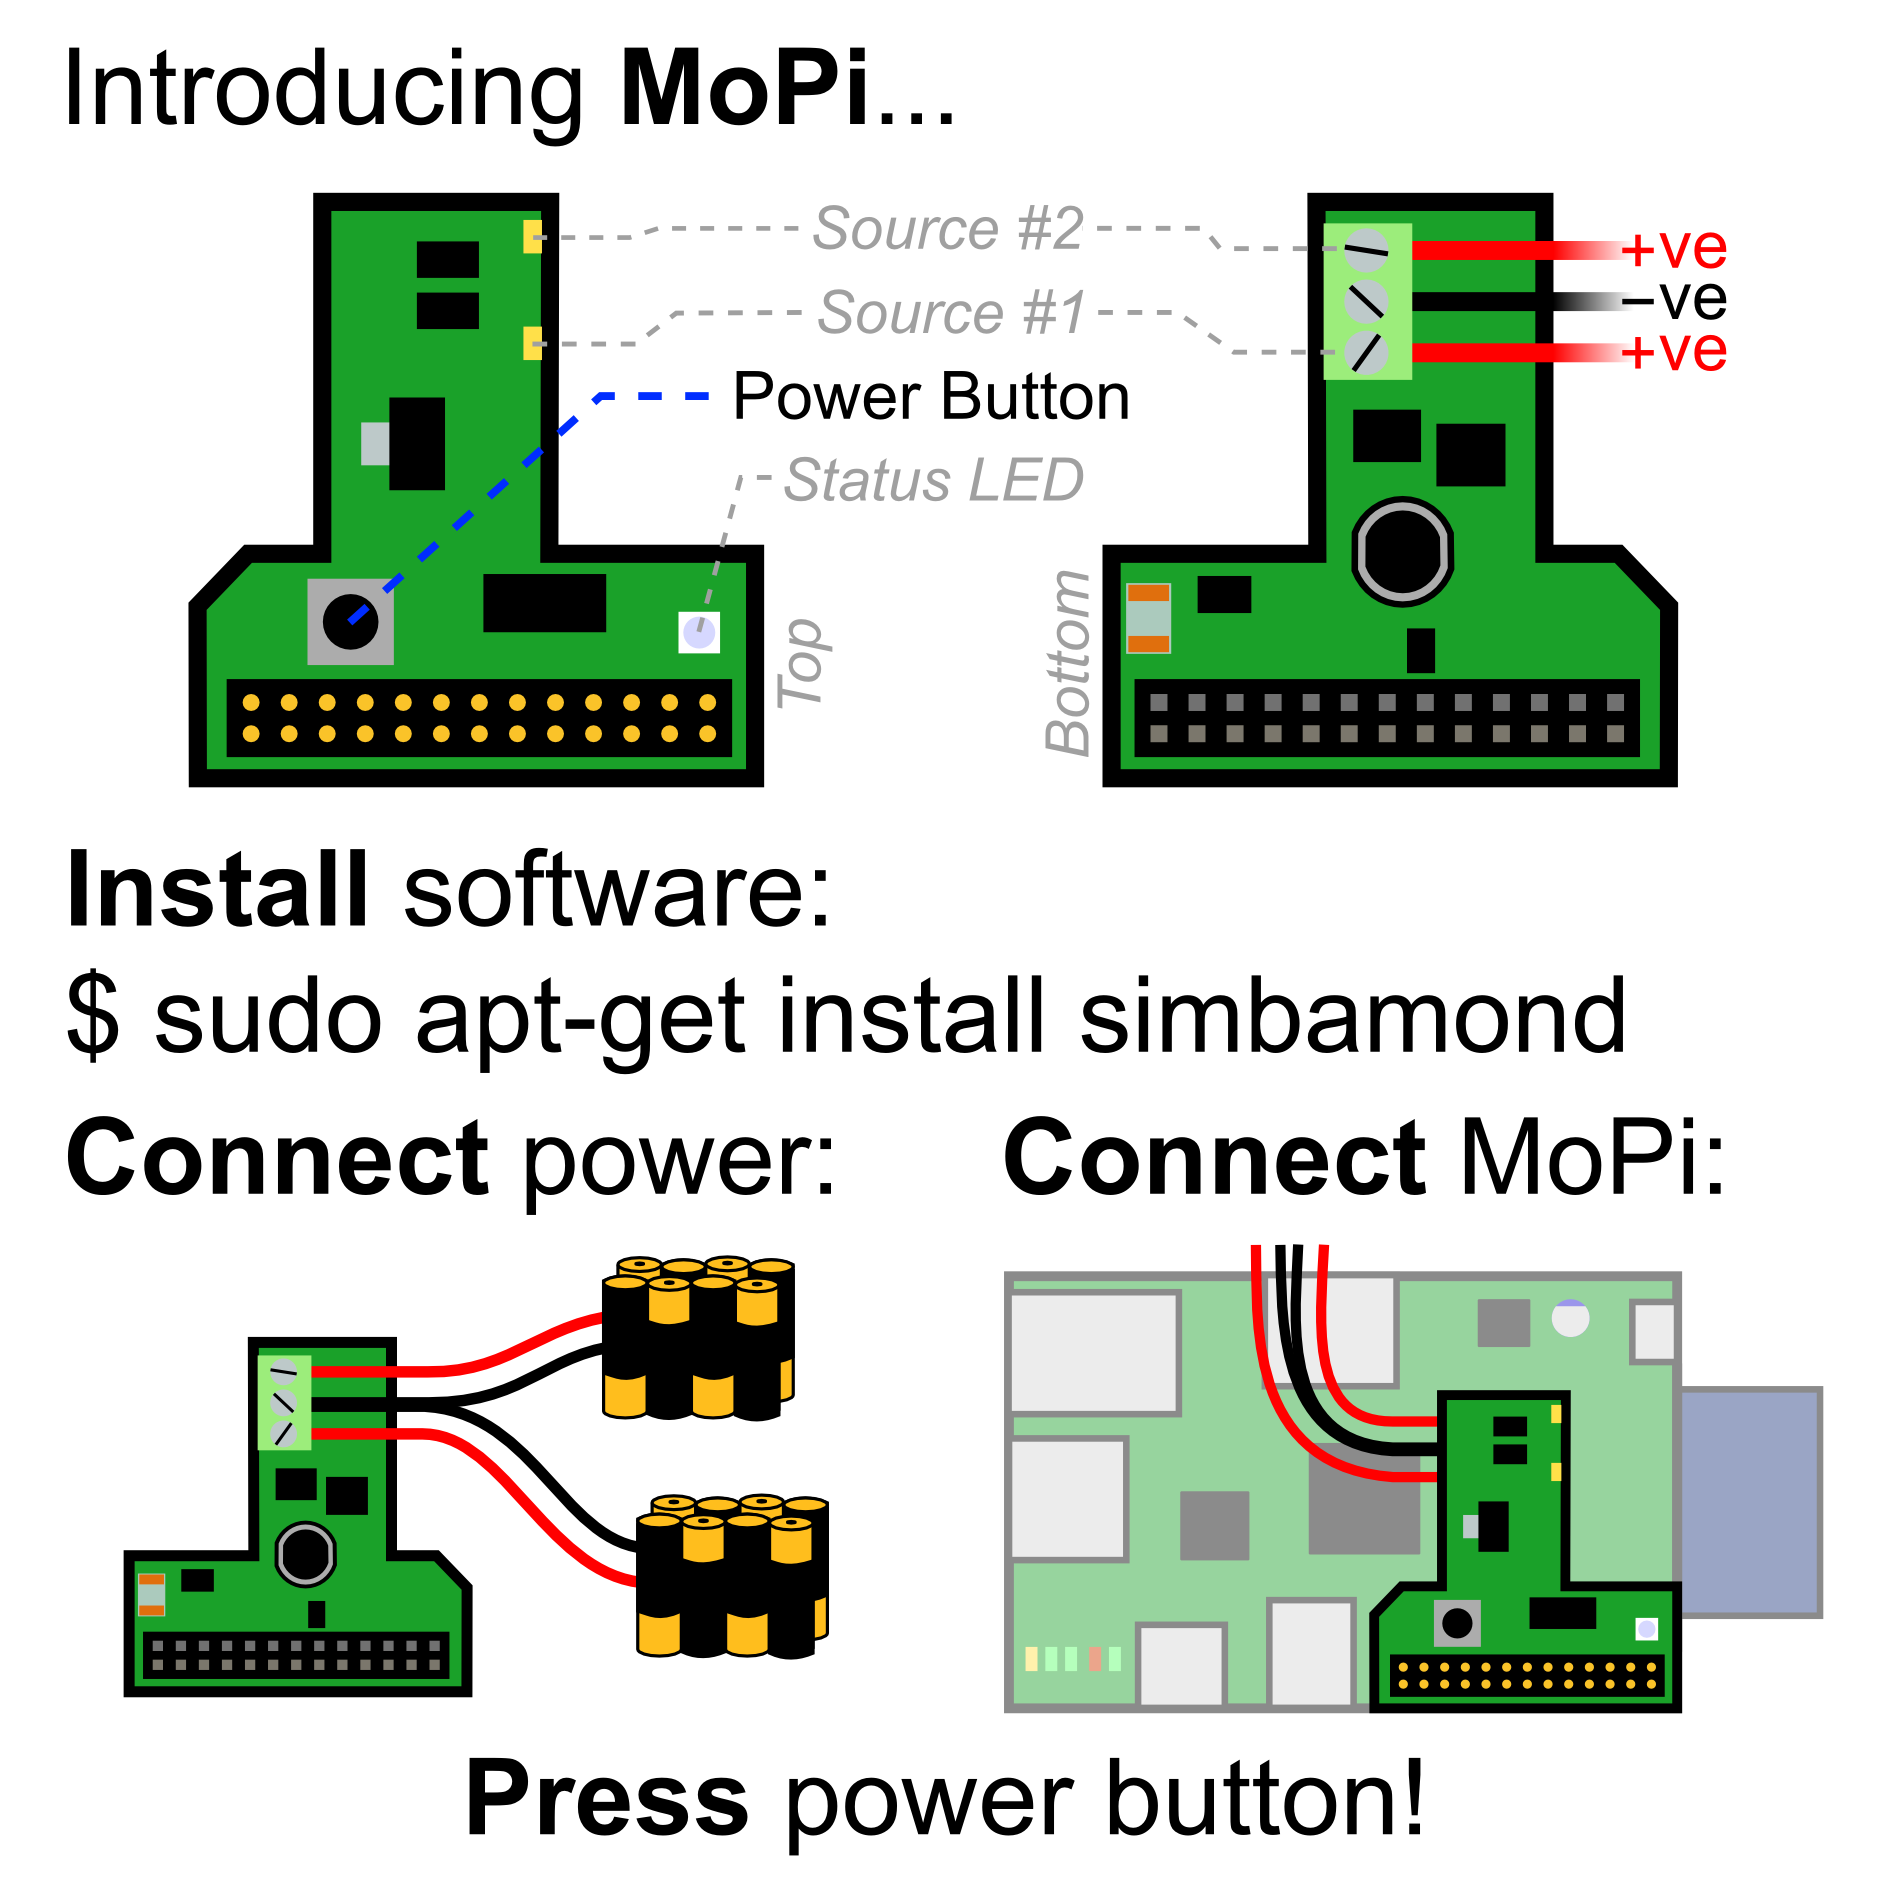 Introducing MoPi...
Source #2
+ve
–ve
Source #1
+ve
Power Button
Status LED
Top
Bottom
Install software:
$ sudo apt-get install simbamond
Connect power:
Connect MoPi:
Press power button!